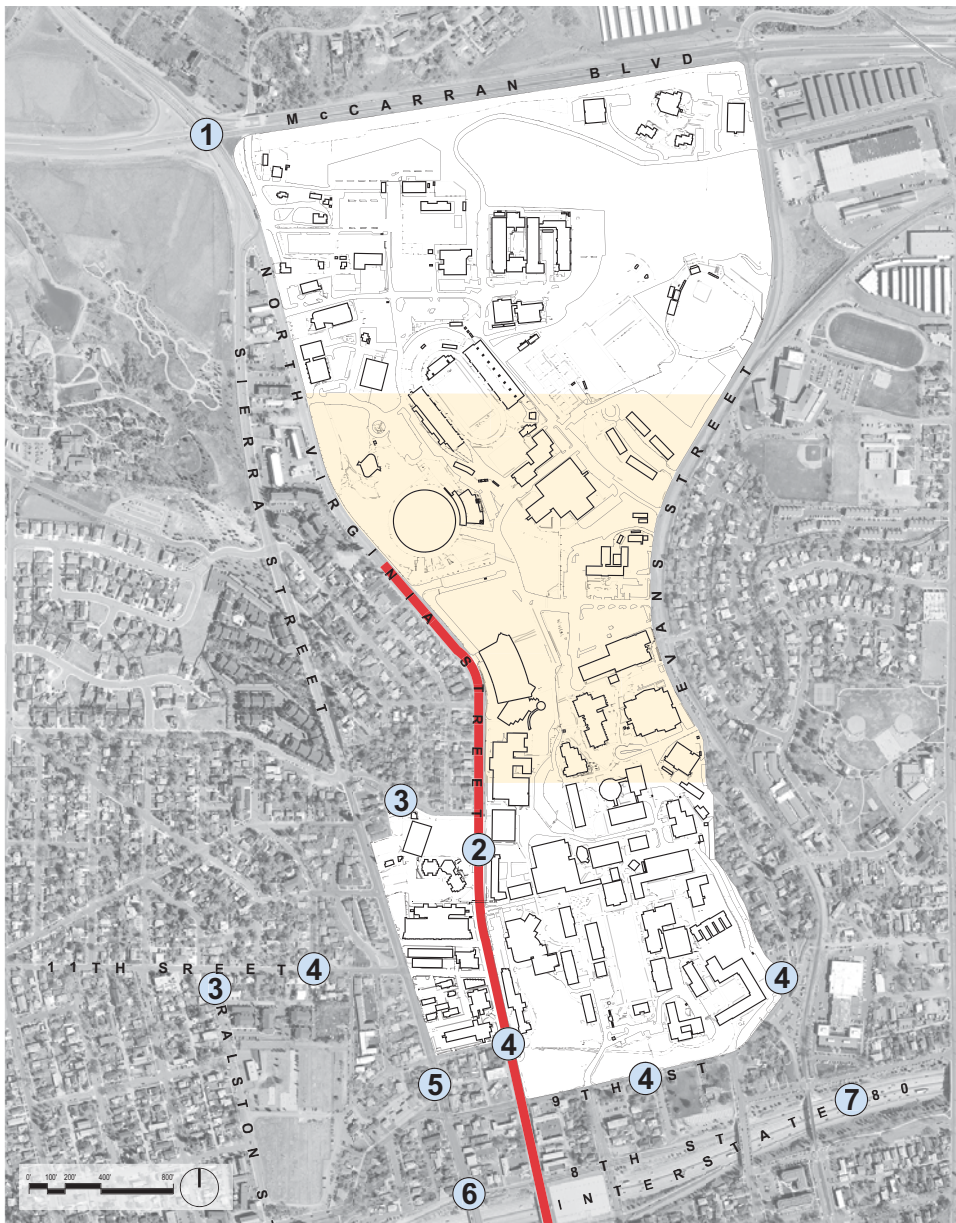 McCARRAN BLVD
1
NORTH VIRGINIA STREET
SIERRA STREET
EVANS STREET
3
2
11TH SREET
4
3
4
RALSTON S
4
5
4
9TH ST
7
8TH ST
INTERSTATE 80
6
0' 100' 200' 400' 800'